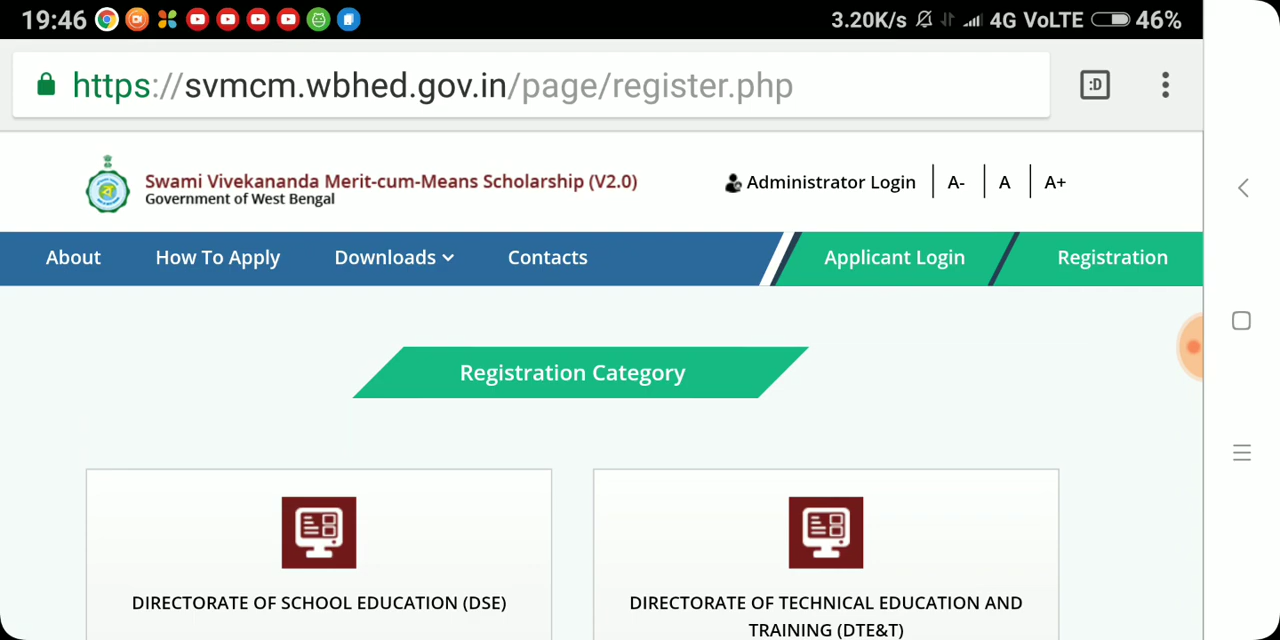 19:46 3.20K/s 4G VoLTE 46%
https://svmcm.wbhed.gov.in/page/register.php :D
Swami Vivekananda Merit-cum-Means Scholarship (V2.0)
Government of West Bengal
Administrator Login A- A A+
About How To Apply Downloads Contacts Applicant Login Registration
Registration Category
DIRECTORATE OF SCHOOL EDUCATION (DSE)
DIRECTORATE OF TECHNICAL EDUCATION AND
TRAINING (DTE&T)